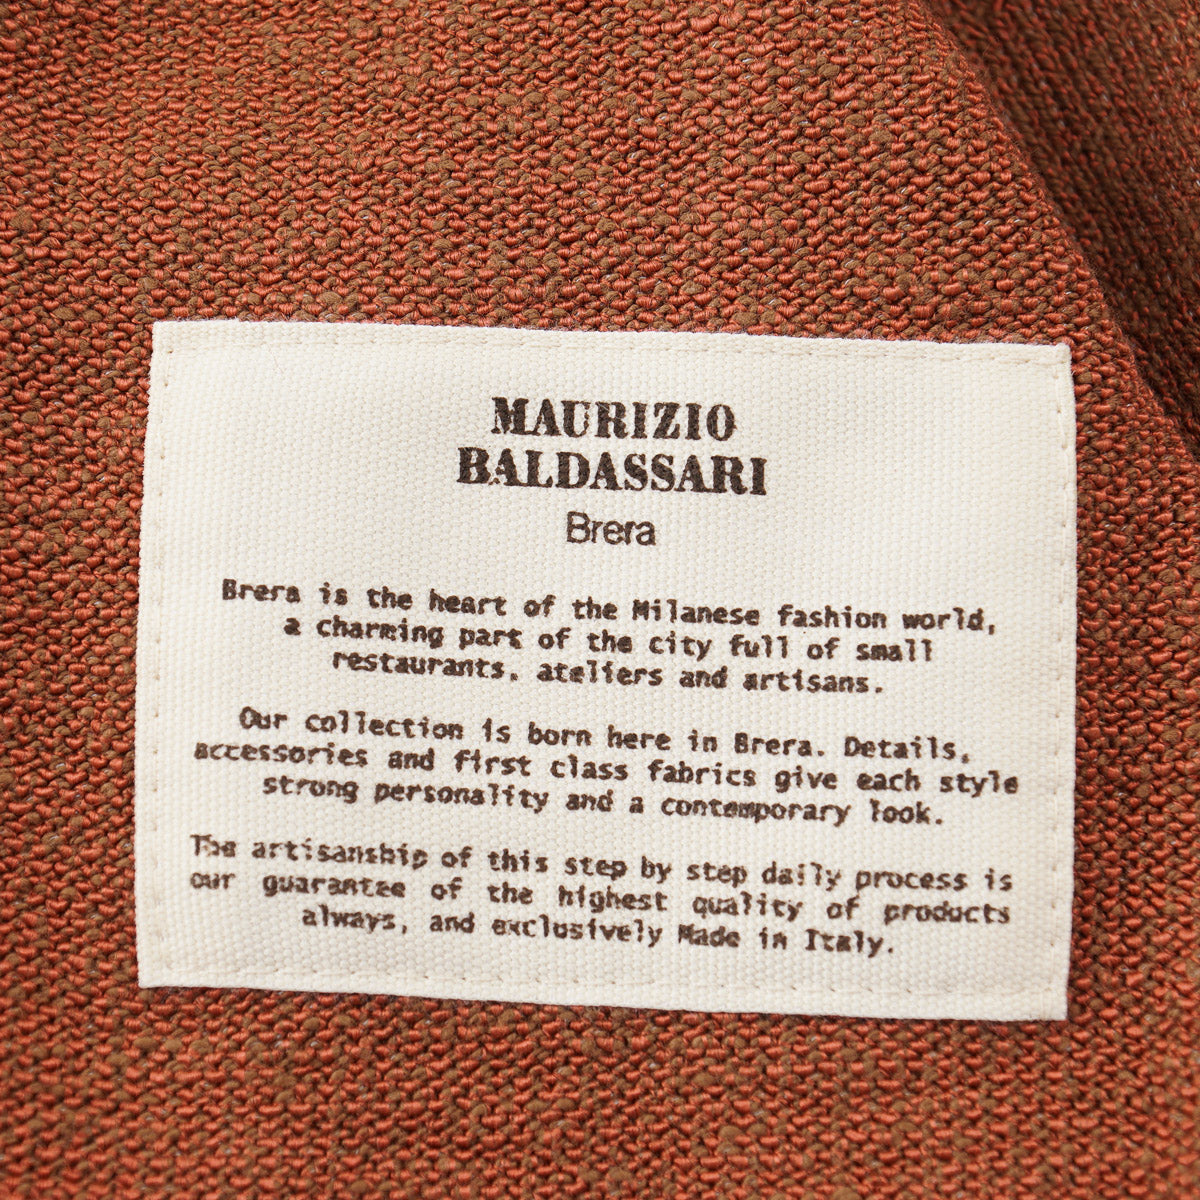 MAURIZIO
BALDASSARI
Brera
Brera is the heart of the Milanese fashion world,
a charming part of the city full of small
restaurants, ateliers and artisans.
Our collection is born here in Brera. Details,
accessories and first class fabrics give each style
strong personality and a contemporary look.
The artisanship of this step by step daily process is
our guarantee of the highest quality of products
always, and exclusively Made in Italy.